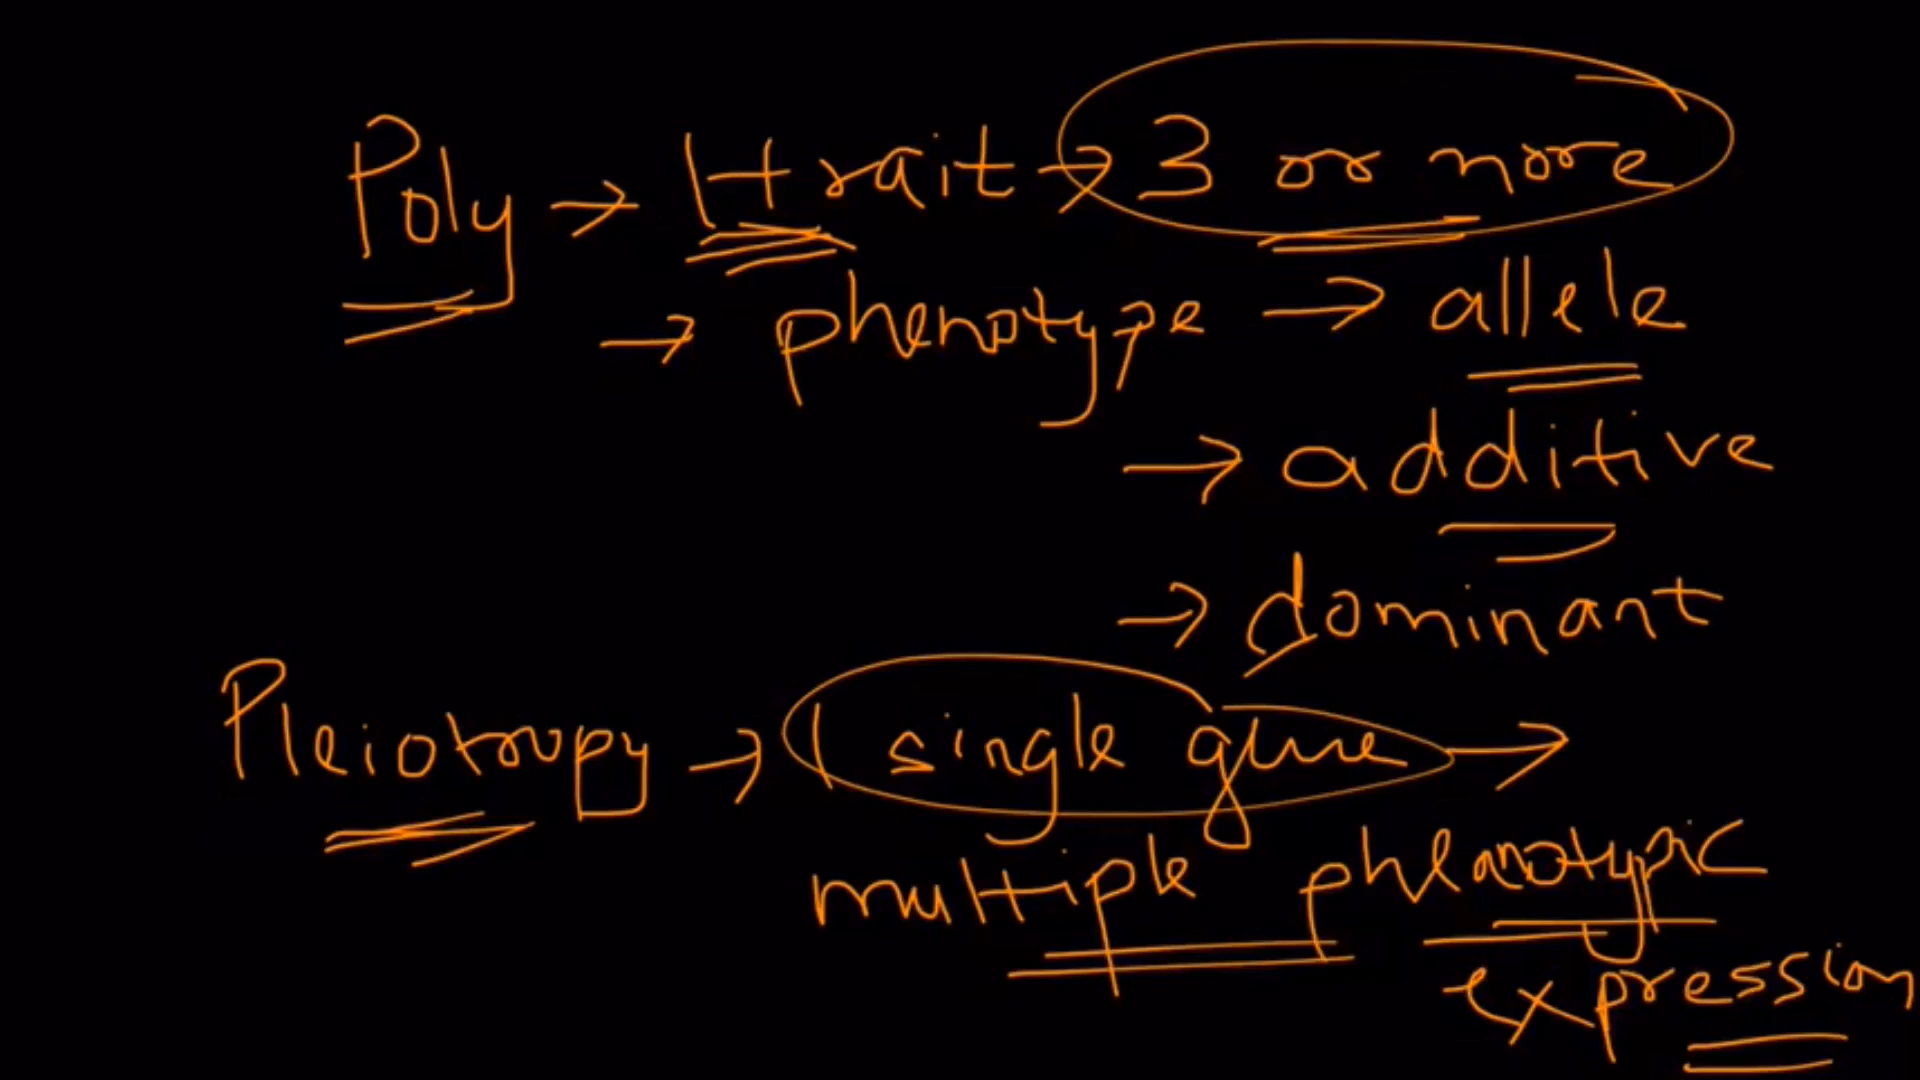 Poly → 1 trait → 3 or more
→ phenotype → allele
→ additive
→ dominant
Pleiotropy → 1 single gene →
multiple phenotypic
expression